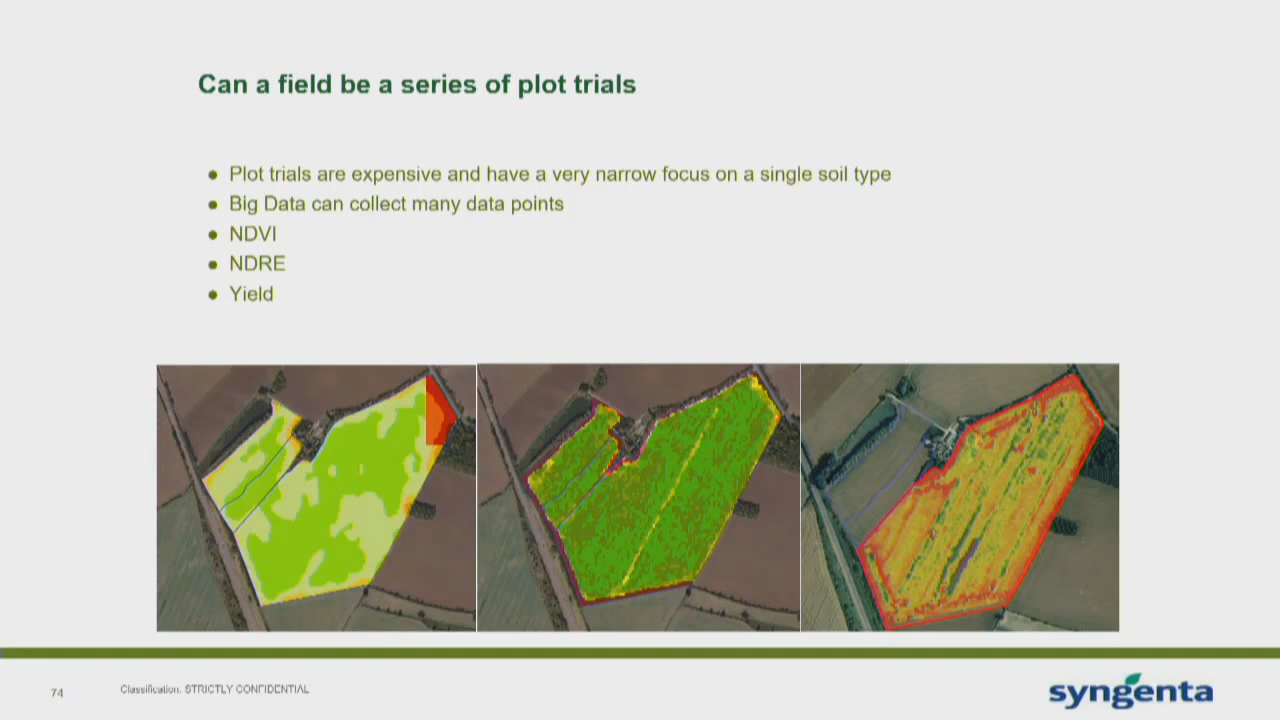 Can a field be a series of plot trials
● Plot trials are expensive and have a very narrow focus on a single soil type
● Big Data can collect many data points
● NDVI
● NDRE
● Yield
74
Classification. STRICTLY CONFIDENTIAL
syngenta